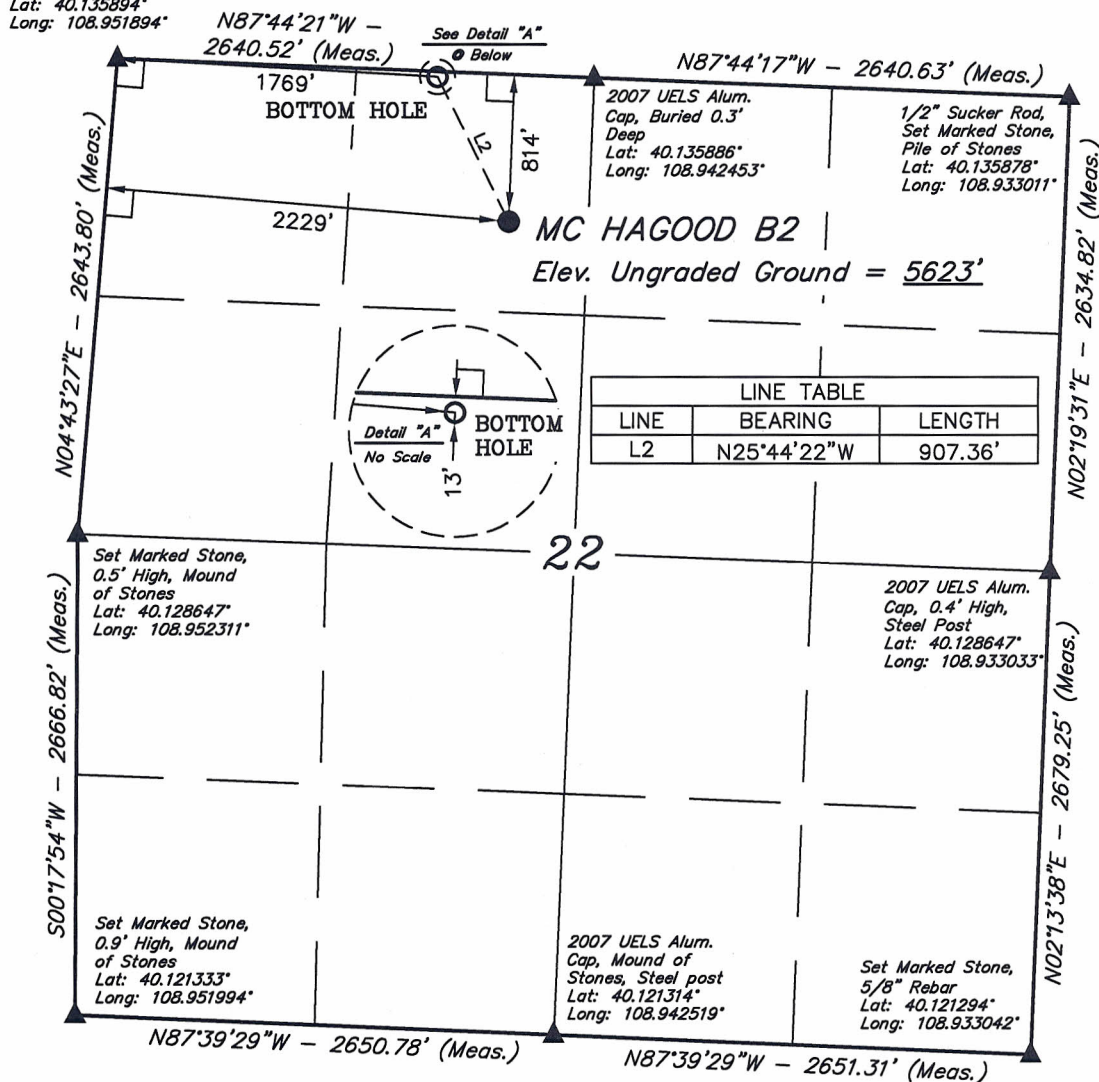 Lat: 40.135894°
Long: 108.951894°
N87°44'21"W –
2640.52' (Meas.)
See Detail "A"
@ Below
N87°44'17"W – 2640.63' (Meas.)
1769'
BOTTOM HOLE
L2
814'
2007 UELS Alum.
Cap, Buried 0.3'
Deep
Lat: 40.135886°
Long: 108.942453°
1/2" Sucker Rod,
Set Marked Stone,
Pile of Stones
Lat: 40.135878°
Long: 108.933011°
N04°43'27"E – 2643.80' (Meas.)
2229'
MC HAGOOD B2
Elev. Ungraded Ground = 5623'
N02°19'31"E – 2634.82' (Meas.)
Detail "A"
No Scale
BOTTOM
HOLE
13'
LINE TABLE
LINE BEARING LENGTH
L2 N25°44'22"W 907.36'
22
Set Marked Stone,
0.5' High, Mound
of Stones
Lat: 40.128647°
Long: 108.952311°
2007 UELS Alum.
Cap, 0.4' High,
Steel Post
Lat: 40.128647°
Long: 108.933033°
S00°17'54"W – 2666.82' (Meas.)
N02°13'38"E – 2679.25' (Meas.)
Set Marked Stone,
0.9' High, Mound
of Stones
Lat: 40.121333°
Long: 108.951994°
2007 UELS Alum.
Cap, Mound of
Stones, Steel post
Lat: 40.121314°
Long: 108.942519°
Set Marked Stone,
5/8" Rebar
Lat: 40.121294°
Long: 108.933042°
N87°39'29"W – 2650.78' (Meas.)
N87°39'29"W – 2651.31' (Meas.)